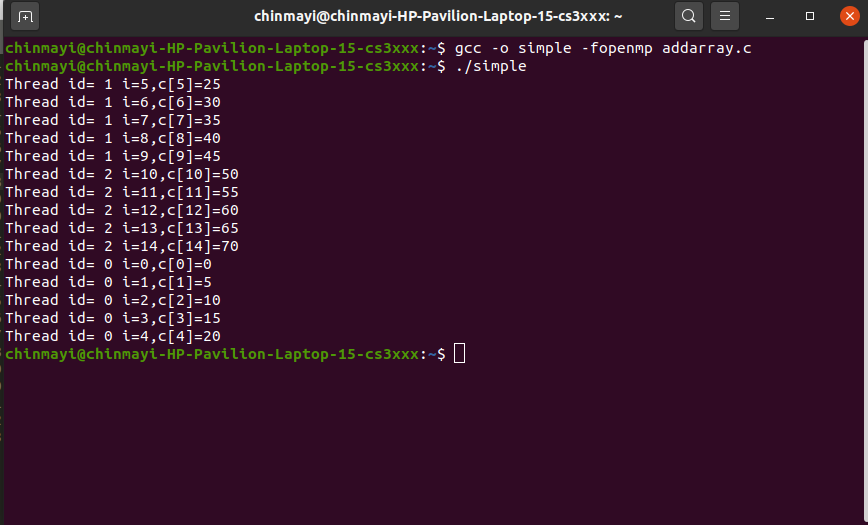 chinmayi@chinmayi-HP-Pavilion-Laptop-15-cs3xxx: ~
chinmayi@chinmayi-HP-Pavilion-Laptop-15-cs3xxx:~$ gcc -o simple -fopenmp addarray.c
chinmayi@chinmayi-HP-Pavilion-Laptop-15-cs3xxx:~$ ./simple
Thread id= 1 i=5,c[5]=25
Thread id= 1 i=6,c[6]=30
Thread id= 1 i=7,c[7]=35
Thread id= 1 i=8,c[8]=40
Thread id= 1 i=9,c[9]=45
Thread id= 2 i=10,c[10]=50
Thread id= 2 i=11,c[11]=55
Thread id= 2 i=12,c[12]=60
Thread id= 2 i=13,c[13]=65
Thread id= 2 i=14,c[14]=70
Thread id= 0 i=0,c[0]=0
Thread id= 0 i=1,c[1]=5
Thread id= 0 i=2,c[2]=10
Thread id= 0 i=3,c[3]=15
Thread id= 0 i=4,c[4]=20
chinmayi@chinmayi-HP-Pavilion-Laptop-15-cs3xxx:~$